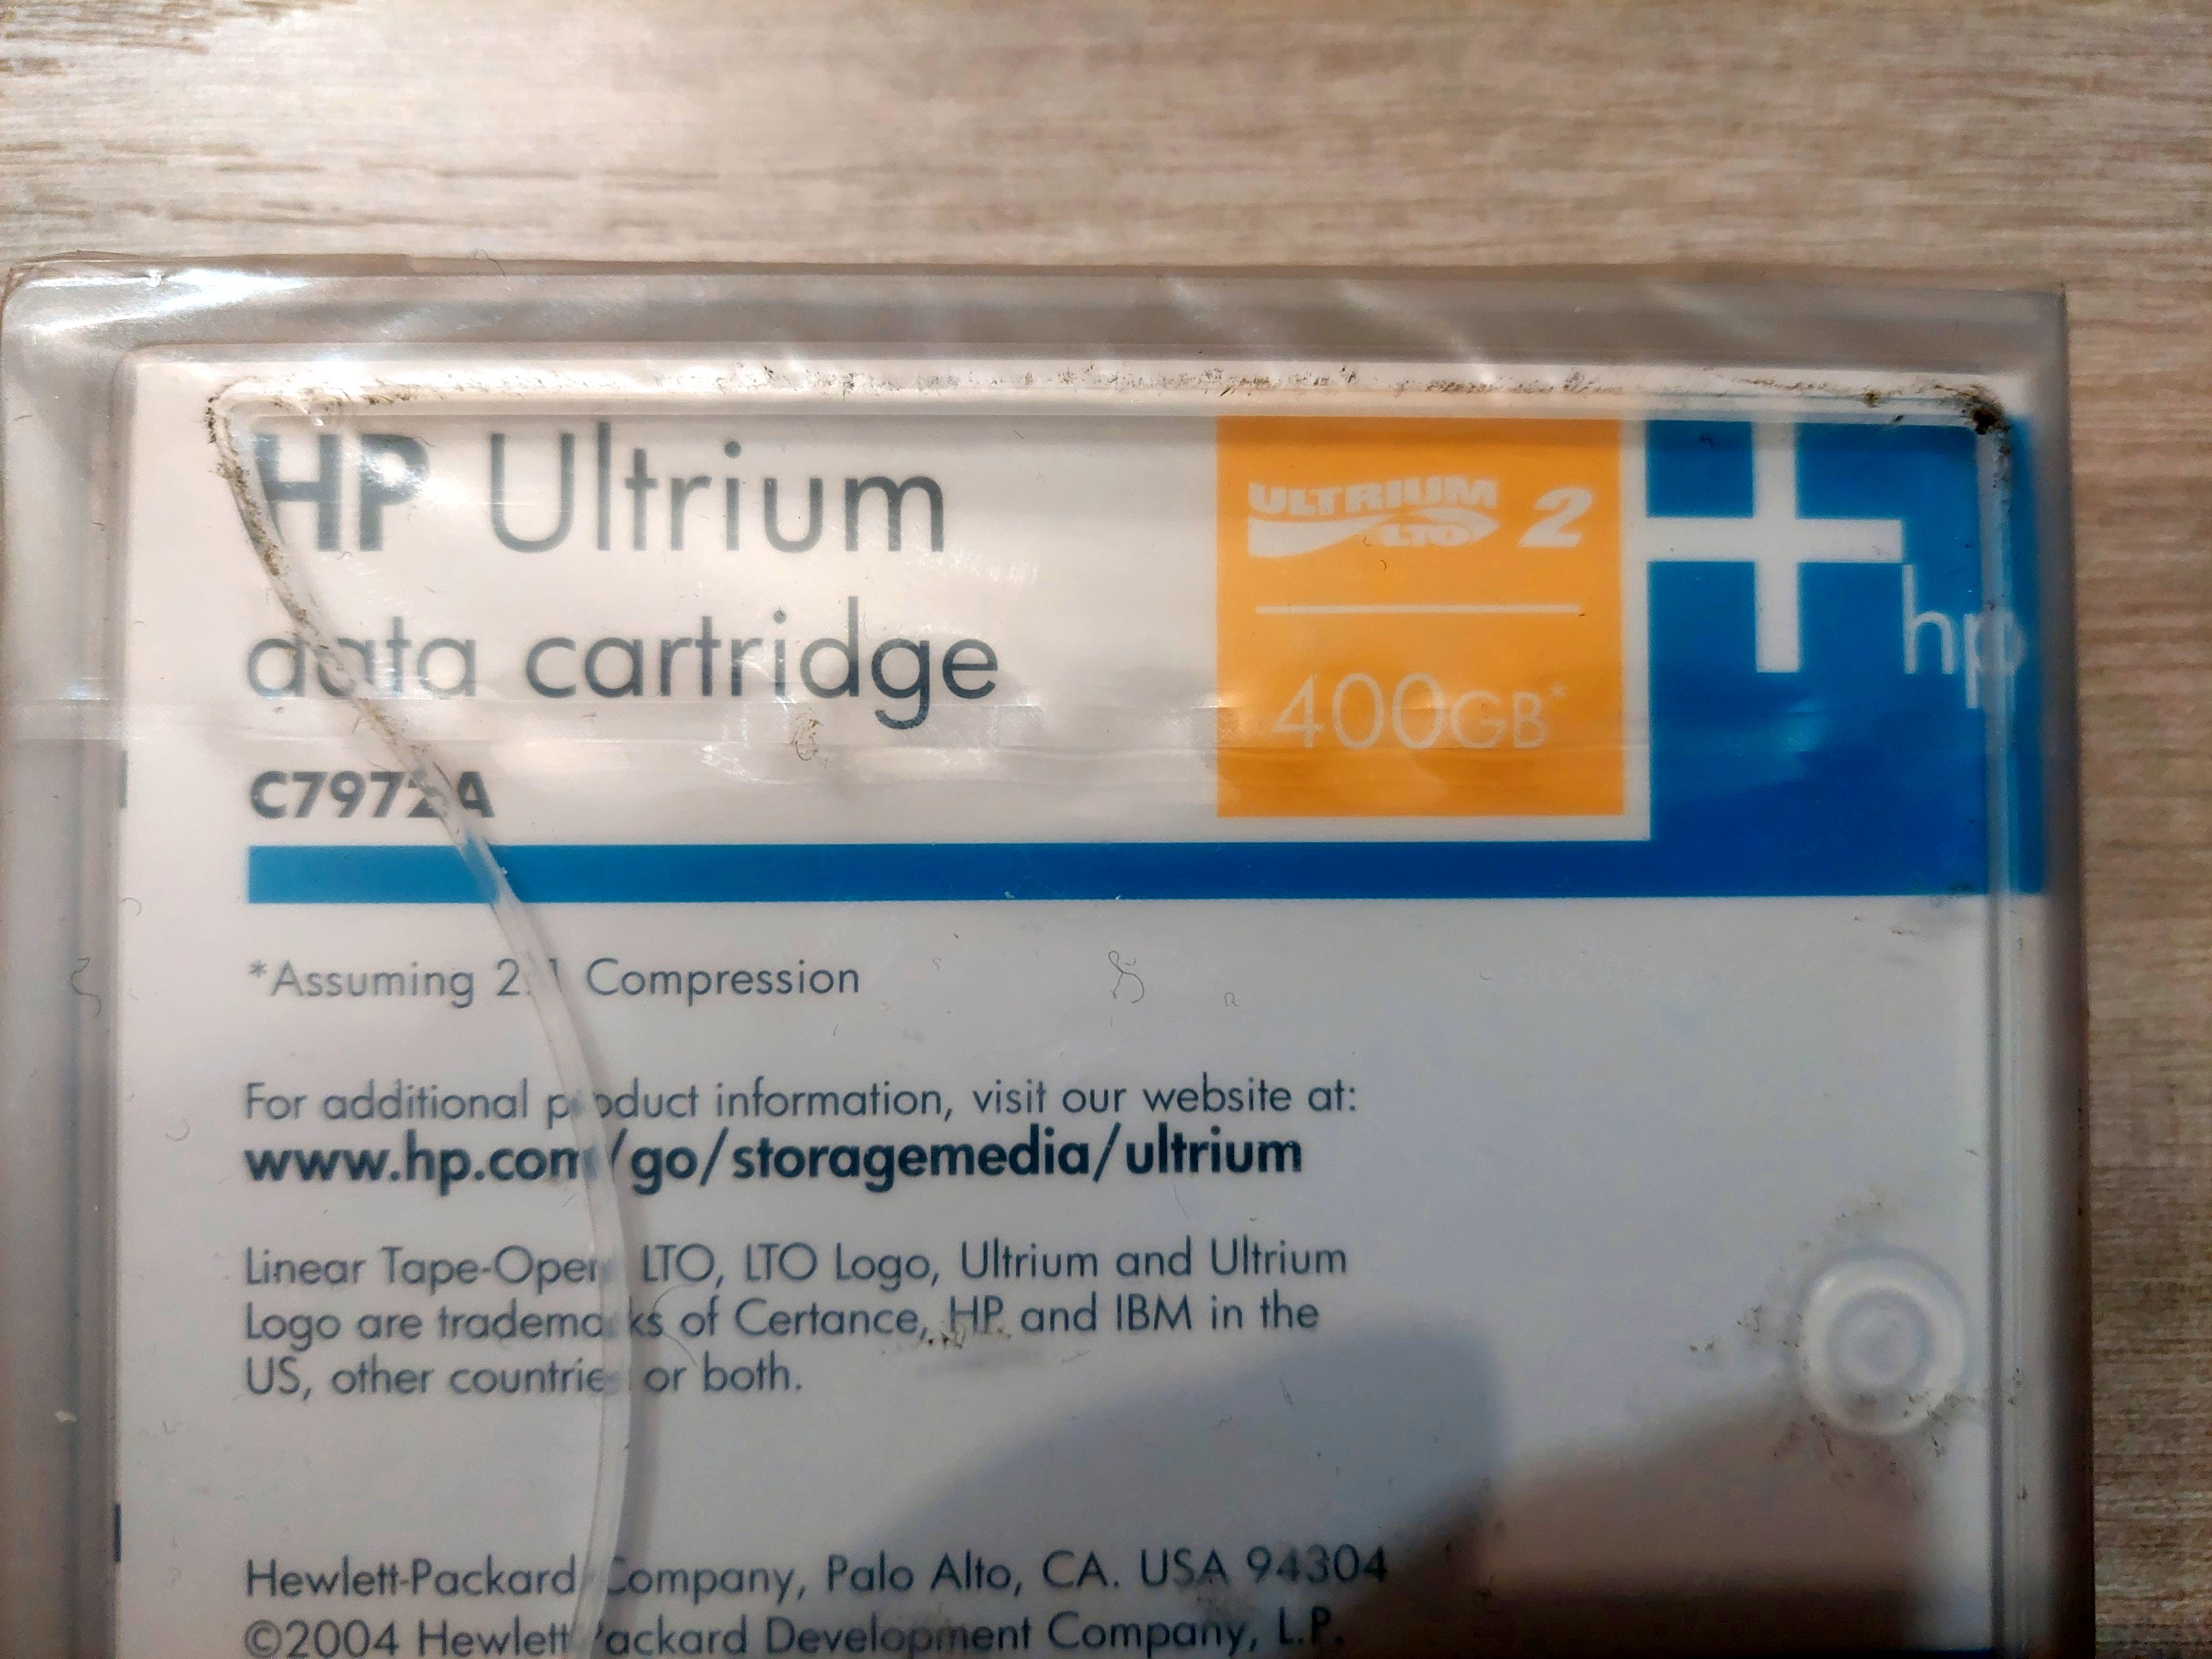 HP Ultrium
data cartridge
C7972A
ULTRIUM 2
LTO
400GB*
hp
*Assuming 2:1 Compression
For additional product information, visit our website at:
www.hp.com/go/storagemedia/ultrium
Linear Tape-Open, LTO, LTO Logo, Ultrium and Ultrium
Logo are trademarks of Certance, HP and IBM in the
US, other countries or both.
Hewlett-Packard Company, Palo Alto, CA. USA 94304
©2004 Hewlett-Packard Development Company, L.P.